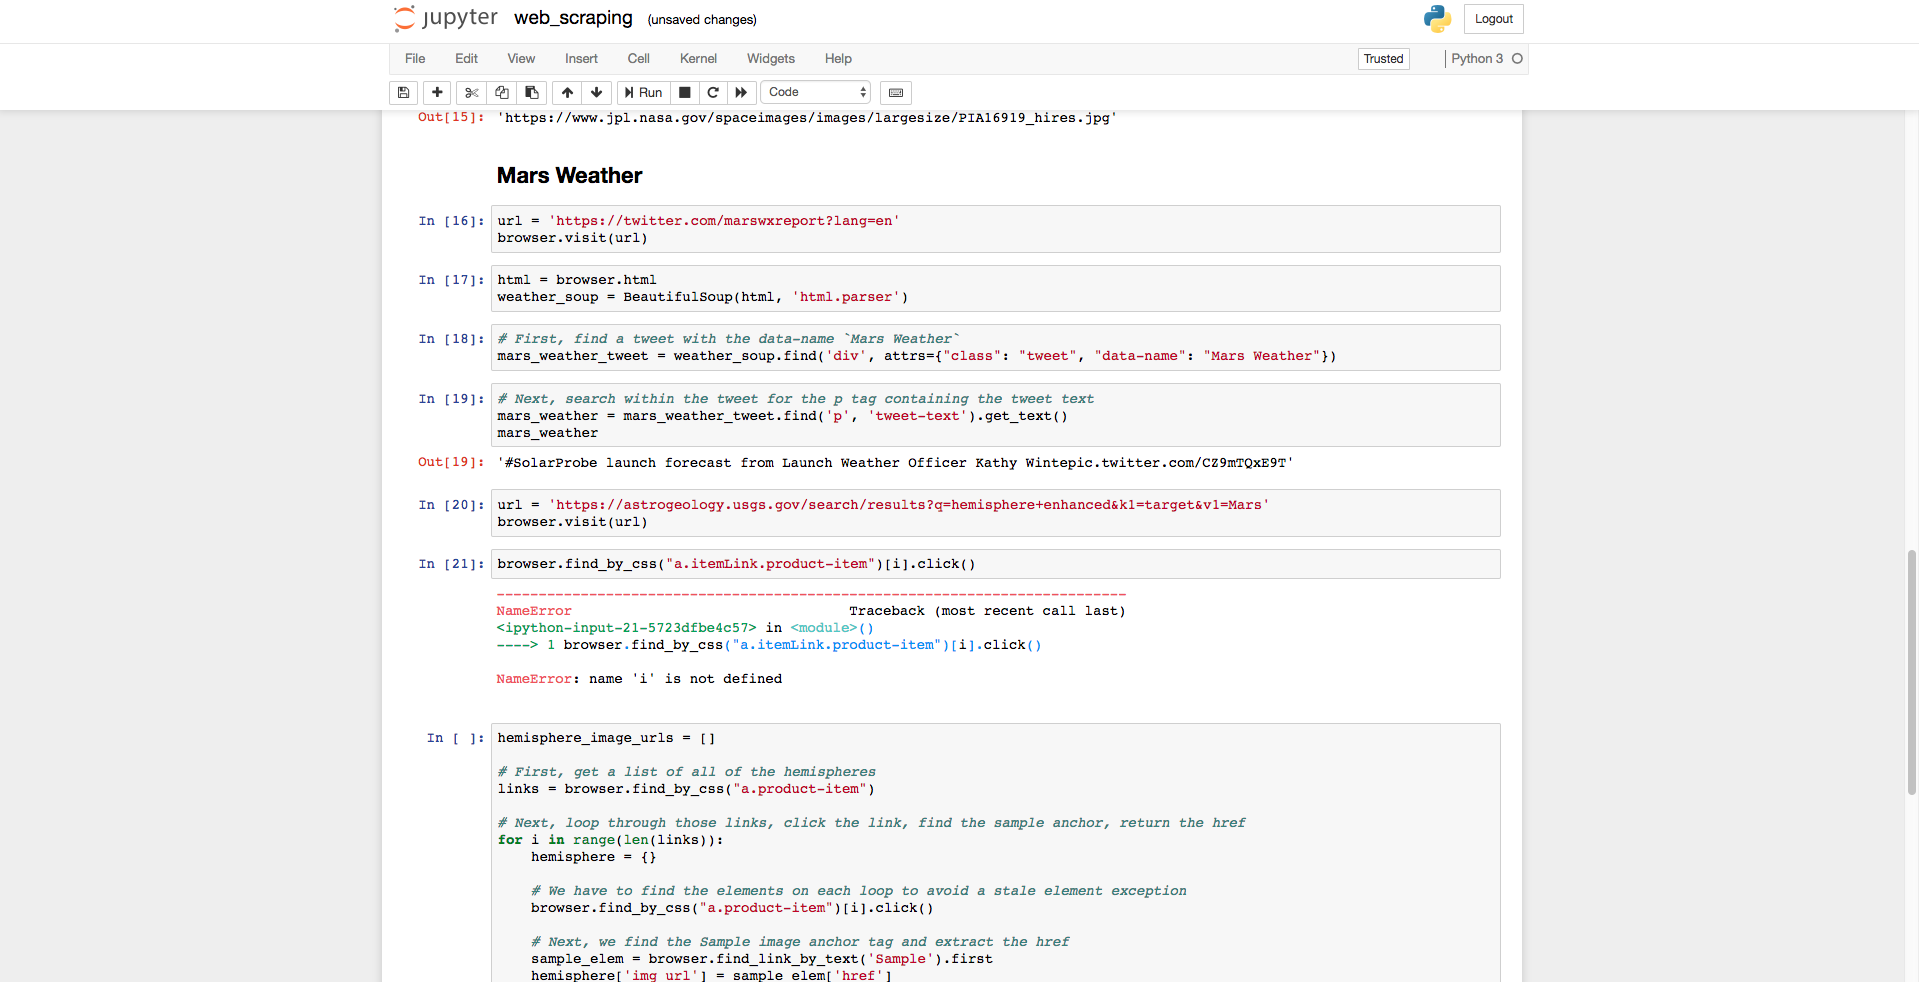 jupyter web_scraping (unsaved changes)
Logout
File Edit View Insert Cell Kernel Widgets Help
Trusted
Python 3
Run
Code
Out[15]: 'https://www.jpl.nasa.gov/spaceimages/images/largesize/PIA16919_hires.jpg'
Mars Weather
In [16]: url = 'https://twitter.com/marswxreport?lang=en'
browser.visit(url)
In [17]: html = browser.html
weather_soup = BeautifulSoup(html, 'html.parser')
In [18]: # First, find a tweet with the data-name `Mars Weather`
mars_weather_tweet = weather_soup.find('div', attrs={"class": "tweet", "data-name": "Mars Weather"})
In [19]: # Next, search within the tweet for the p tag containing the tweet text
mars_weather = mars_weather_tweet.find('p', 'tweet-text').get_text()
mars_weather
Out[19]: '#SolarProbe launch forecast from Launch Weather Officer Kathy Wintepic.twitter.com/CZ9mTQxE9T'
In [20]: url = 'https://astrogeology.usgs.gov/search/results?q=hemisphere+enhanced&k1=target&v1=Mars'
browser.visit(url)
In [21]: browser.find_by_css("a.itemLink.product-item")[i].click()
---------------------------------------------------------------------------
NameError Traceback (most recent call last)
<ipython-input-21-5723dfbe4c57> in <module>()
----> 1 browser.find_by_css("a.itemLink.product-item")[i].click()
NameError: name 'i' is not defined
In [ ]: hemisphere_image_urls = []
# First, get a list of all of the hemispheres
links = browser.find_by_css("a.product-item")
# Next, loop through those links, click the link, find the sample anchor, return the href
for i in range(len(links)):
hemisphere = {}
# We have to find the elements on each loop to avoid a stale element exception
browser.find_by_css("a.product-item")[i].click()
# Next, we find the Sample image anchor tag and extract the href
sample_elem = browser.find_link_by_text('Sample').first
hemisphere['img_url'] = sample_elem['href']